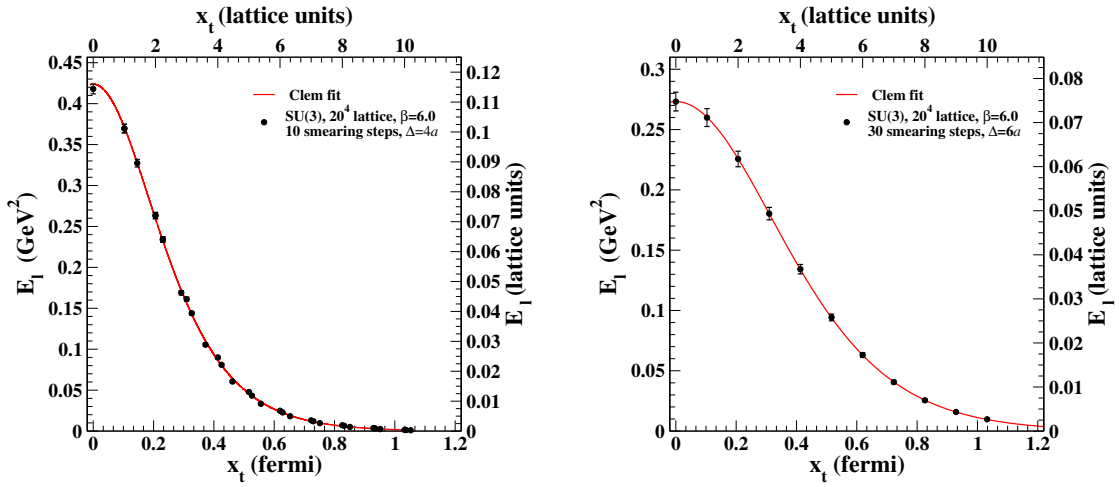 x_t (lattice units)
0 2 4 6 8 10
0.45
0.4
0.35
0.3
0.25
0.2
0.15
0.1
0.05
0
E_l (GeV^2)
Clem fit
SU(3), 20^4 lattice, β=6.0
10 smearing steps, Δ=4a
0.12
0.11
0.1
0.09
0.08
0.07
0.06
0.05
0.04
0.03
0.02
0.01
0
E_l (lattice units)
0 0.2 0.4 0.6 0.8 1 1.2
x_t (fermi)
x_t (lattice units)
0 2 4 6 8 10
0.3
0.25
0.2
0.15
0.1
0.05
0
E_l (GeV^2)
Clem fit
SU(3), 20^4 lattice, β=6.0
30 smearing steps, Δ=6a
0.08
0.07
0.06
0.05
0.04
0.03
0.02
0.01
0
E_l (lattice units)
0 0.2 0.4 0.6 0.8 1 1.2
x_t (fermi)